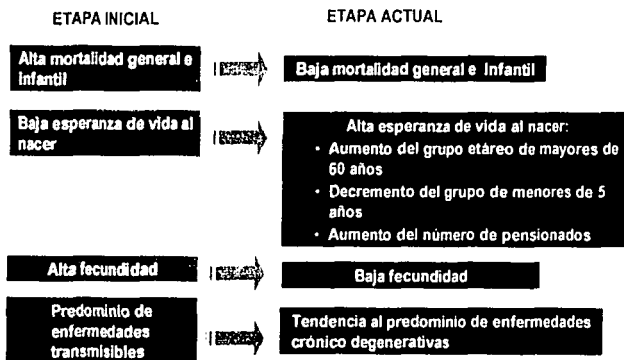 ETAPA INICIAL
ETAPA ACTUAL
Alta mortalidad general e
Infantil
Baja mortalidad general e Infantil
Baja esperanza de vida al
nacer
Alta esperanza de vida al nacer:
• Aumento del grupo etáreo de mayores de
60 años
• Decremento del grupo de menores de 5
años
• Aumento del número de pensionados
Alta fecundidad
Baja fecundidad
Predominio de
enfermedades
transmisibles
Tendencia al predominio de enfermedades
crónico degenerativas